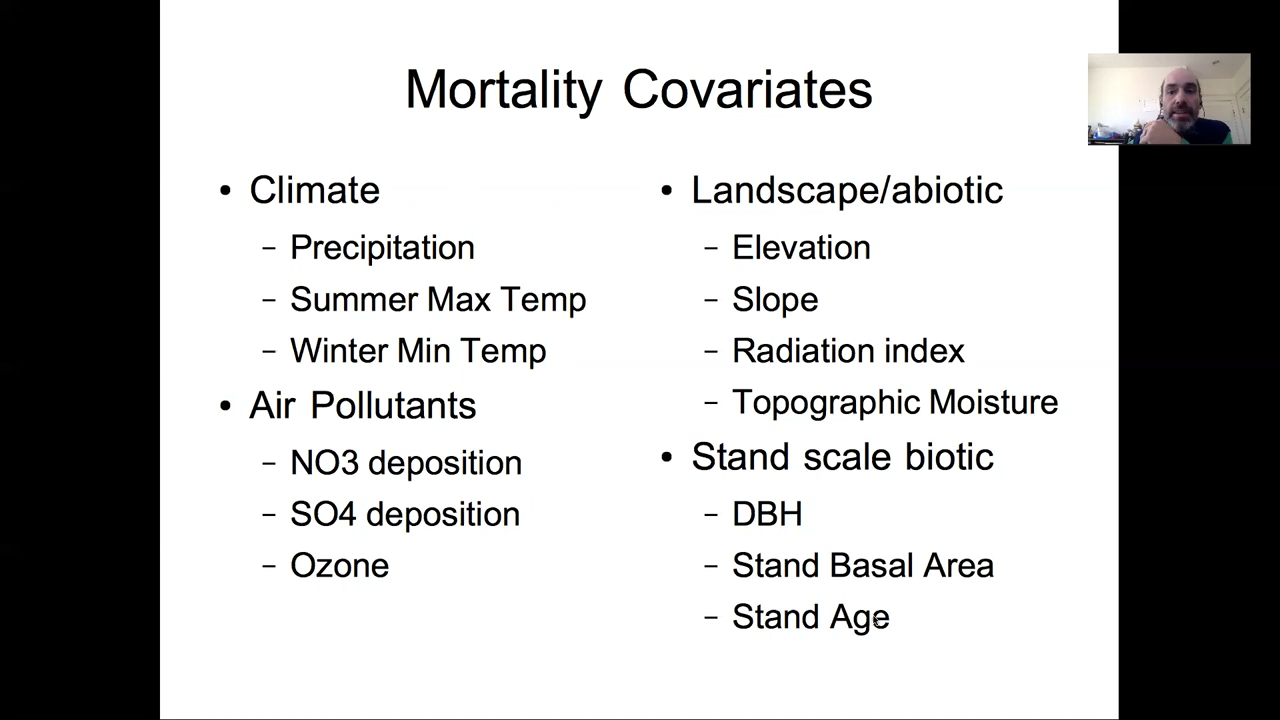 Mortality Covariates
• Climate
– Precipitation
– Summer Max Temp
– Winter Min Temp
• Air Pollutants
– NO3 deposition
– SO4 deposition
– Ozone
• Landscape/abiotic
– Elevation
– Slope
– Radiation index
– Topographic Moisture
• Stand scale biotic
– DBH
– Stand Basal Area
– Stand Age